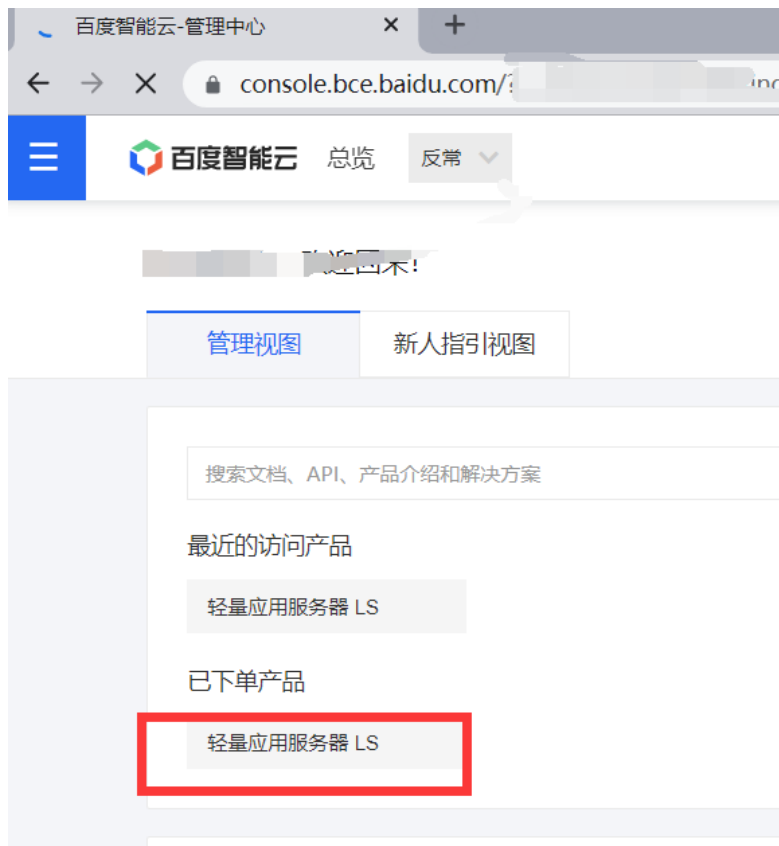 百度智能云-管理中心
console.bce.baidu.com/?
百度智能云 总览 反常
欢迎回来!
管理视图 新人指引视图
搜索文档、API、产品介绍和解决方案
最近的访问产品
轻量应用服务器 LS
已下单产品
轻量应用服务器 LS